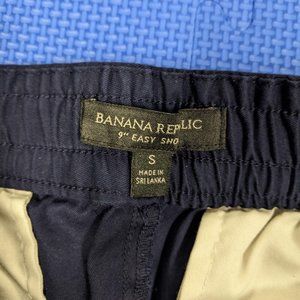 BANANA REPLIC
9" EASY SHO
S
MADE IN
SRI LANKA